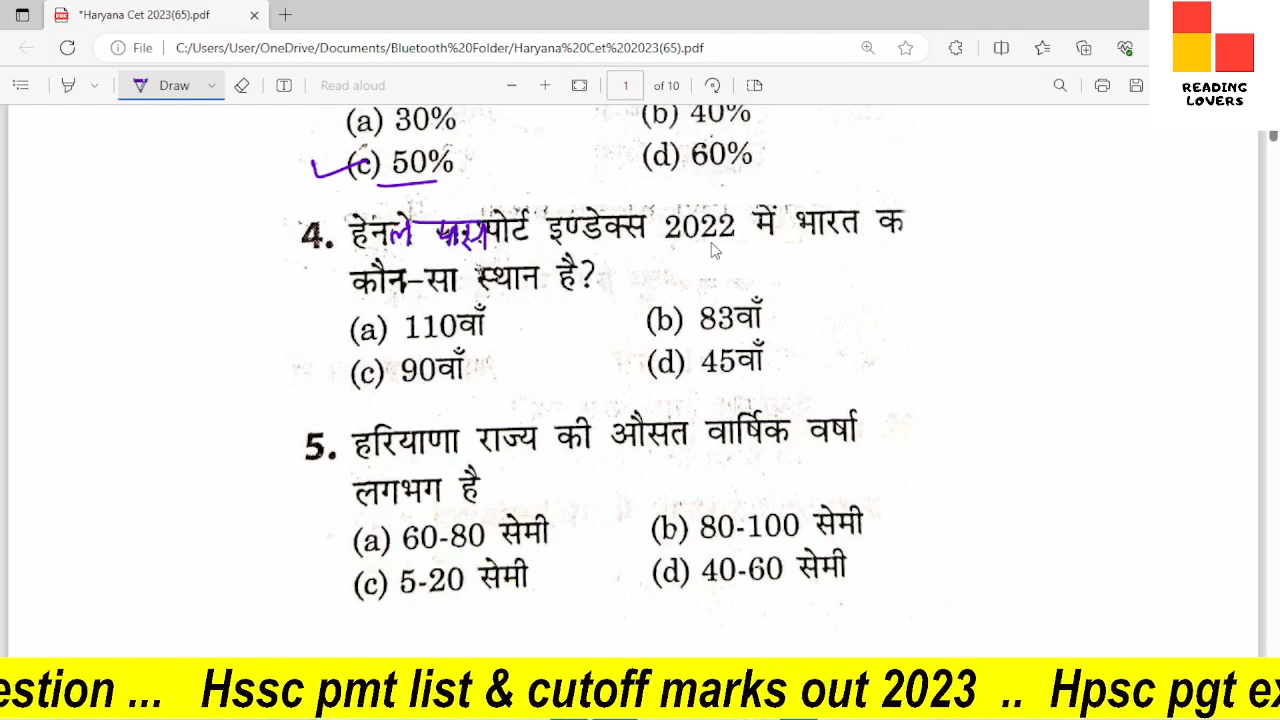 *Haryana Cet 2023(65).pdf
File
C:/Users/User/OneDrive/Documents/Bluetooth%20Folder/Haryana%20Cet%202023(65).pdf
Draw
Read aloud
1 of 10
READING
LOVERS
(a) 30% (b) 40%
(c) 50% (d) 60%
4. हेनले पासपोर्ट इण्डेक्स 2022 में भारत क
कौन-सा स्थान है?
(a) 110वाँ (b) 83वाँ
(c) 90वाँ (d) 45वाँ
5. हरियाणा राज्य की औसत वार्षिक वर्षा
लगभग है
(a) 60-80 सेमी (b) 80-100 सेमी
(c) 5-20 सेमी (d) 40-60 सेमी
estion ... Hssc pmt list & cutoff marks out 2023 .. Hpsc pgt ex